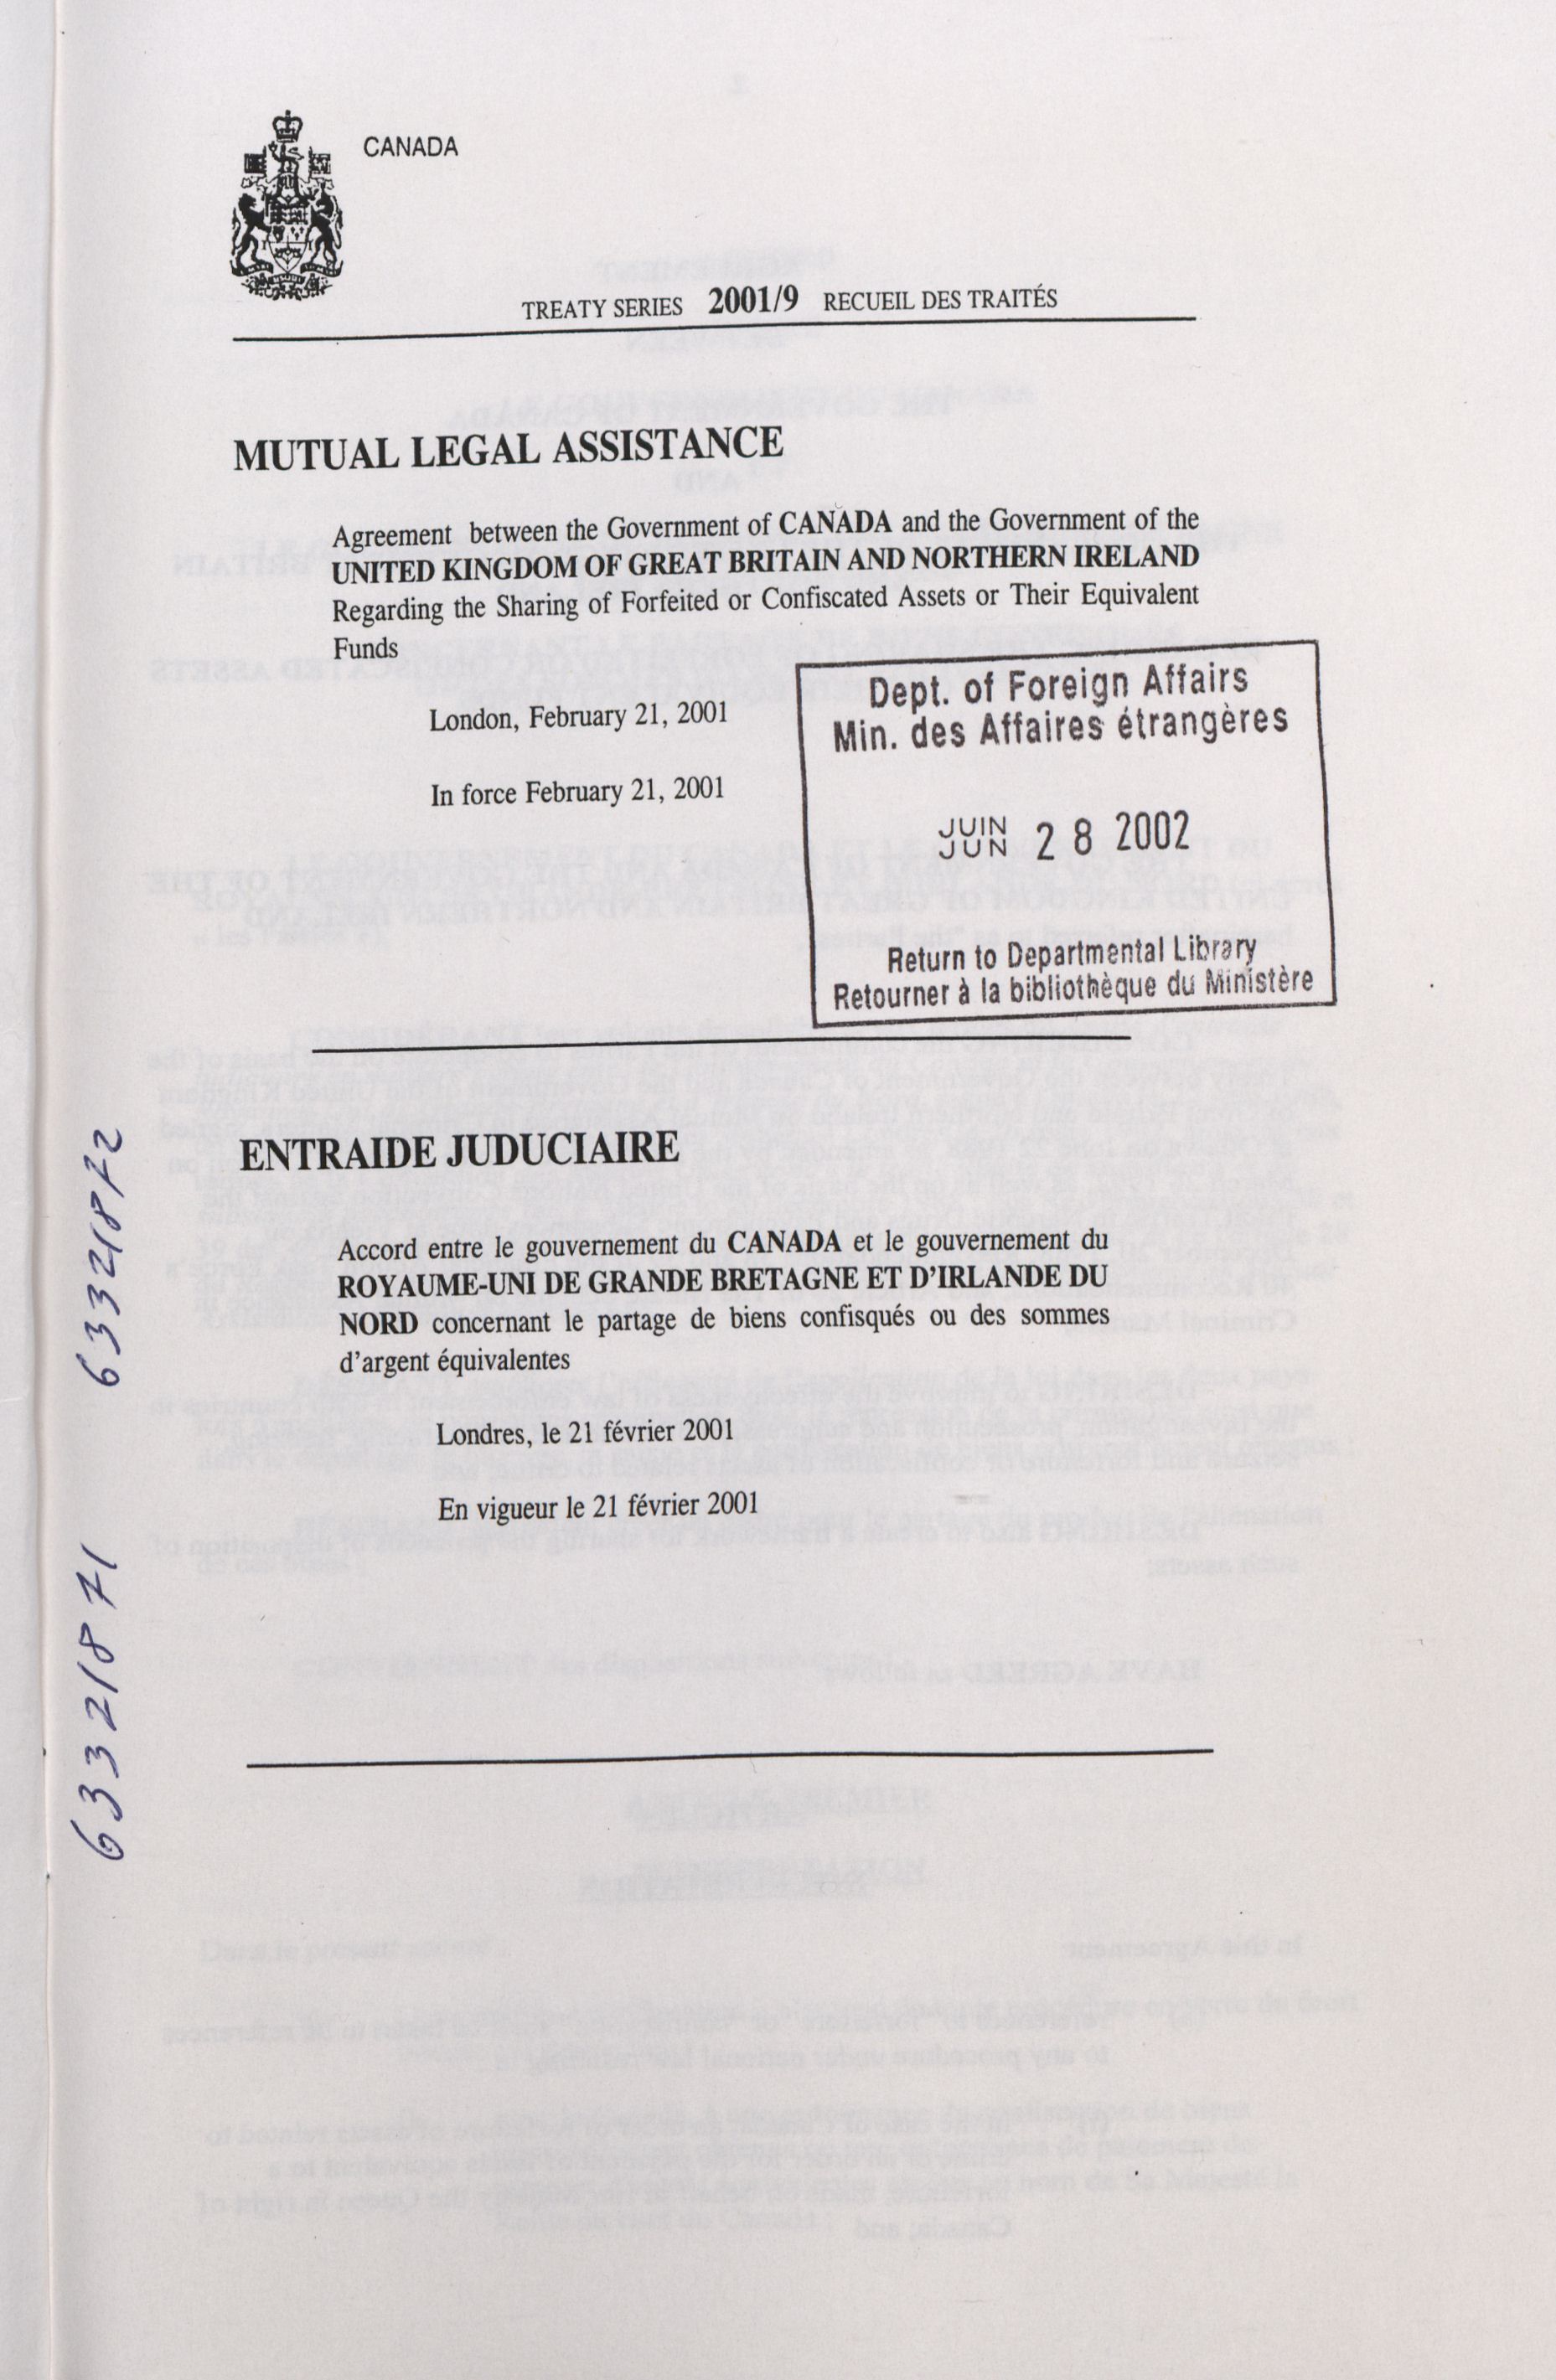 CANADA
TREATY SERIES 2001/9 RECUEIL DES TRAITÉS
MUTUAL LEGAL ASSISTANCE
Agreement between the Government of CANADA and the Government of the
UNITED KINGDOM OF GREAT BRITAIN AND NORTHERN IRELAND
Regarding the Sharing of Forfeited or Confiscated Assets or Their Equivalent
Funds
London, February 21, 2001
In force February 21, 2001
Dept. of Foreign Affairs
Min. des Affaires étrangères
JUIN
JUN 28 2002
Return to Departmental Library
Retourner à la bibliothèque du Ministère
ENTRAIDE JUDUCIAIRE
Accord entre le gouvernement du CANADA et le gouvernement du
ROYAUME-UNI DE GRANDE BRETAGNE ET D'IRLANDE DU
NORD concernant le partage de biens confisqués ou des sommes
d'argent équivalentes
Londres, le 21 février 2001
En vigueur le 21 février 2001
63321871
63321872